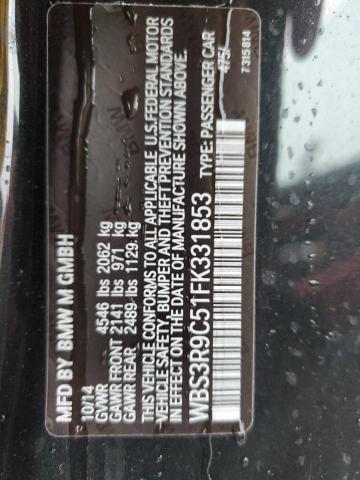 MFD BY BMW M GMBH
10/14
GVWR 4546 lbs 2062 kg
GAWR FRONT 2141 lbs 971 kg
GAWR REAR 2489 lbs 1129 kg
THIS VEHICLE CONFORMS TO ALL APPLICABLE U.S. FEDERAL MOTOR
VEHICLE SAFETY, BUMPER AND THEFT PREVENTION STANDARDS
IN EFFECT ON THE DATE OF MANUFACTURE SHOWN ABOVE.
WBS3R9C51FK331853
TYPE: PASSENGER CAR
475/
7315814